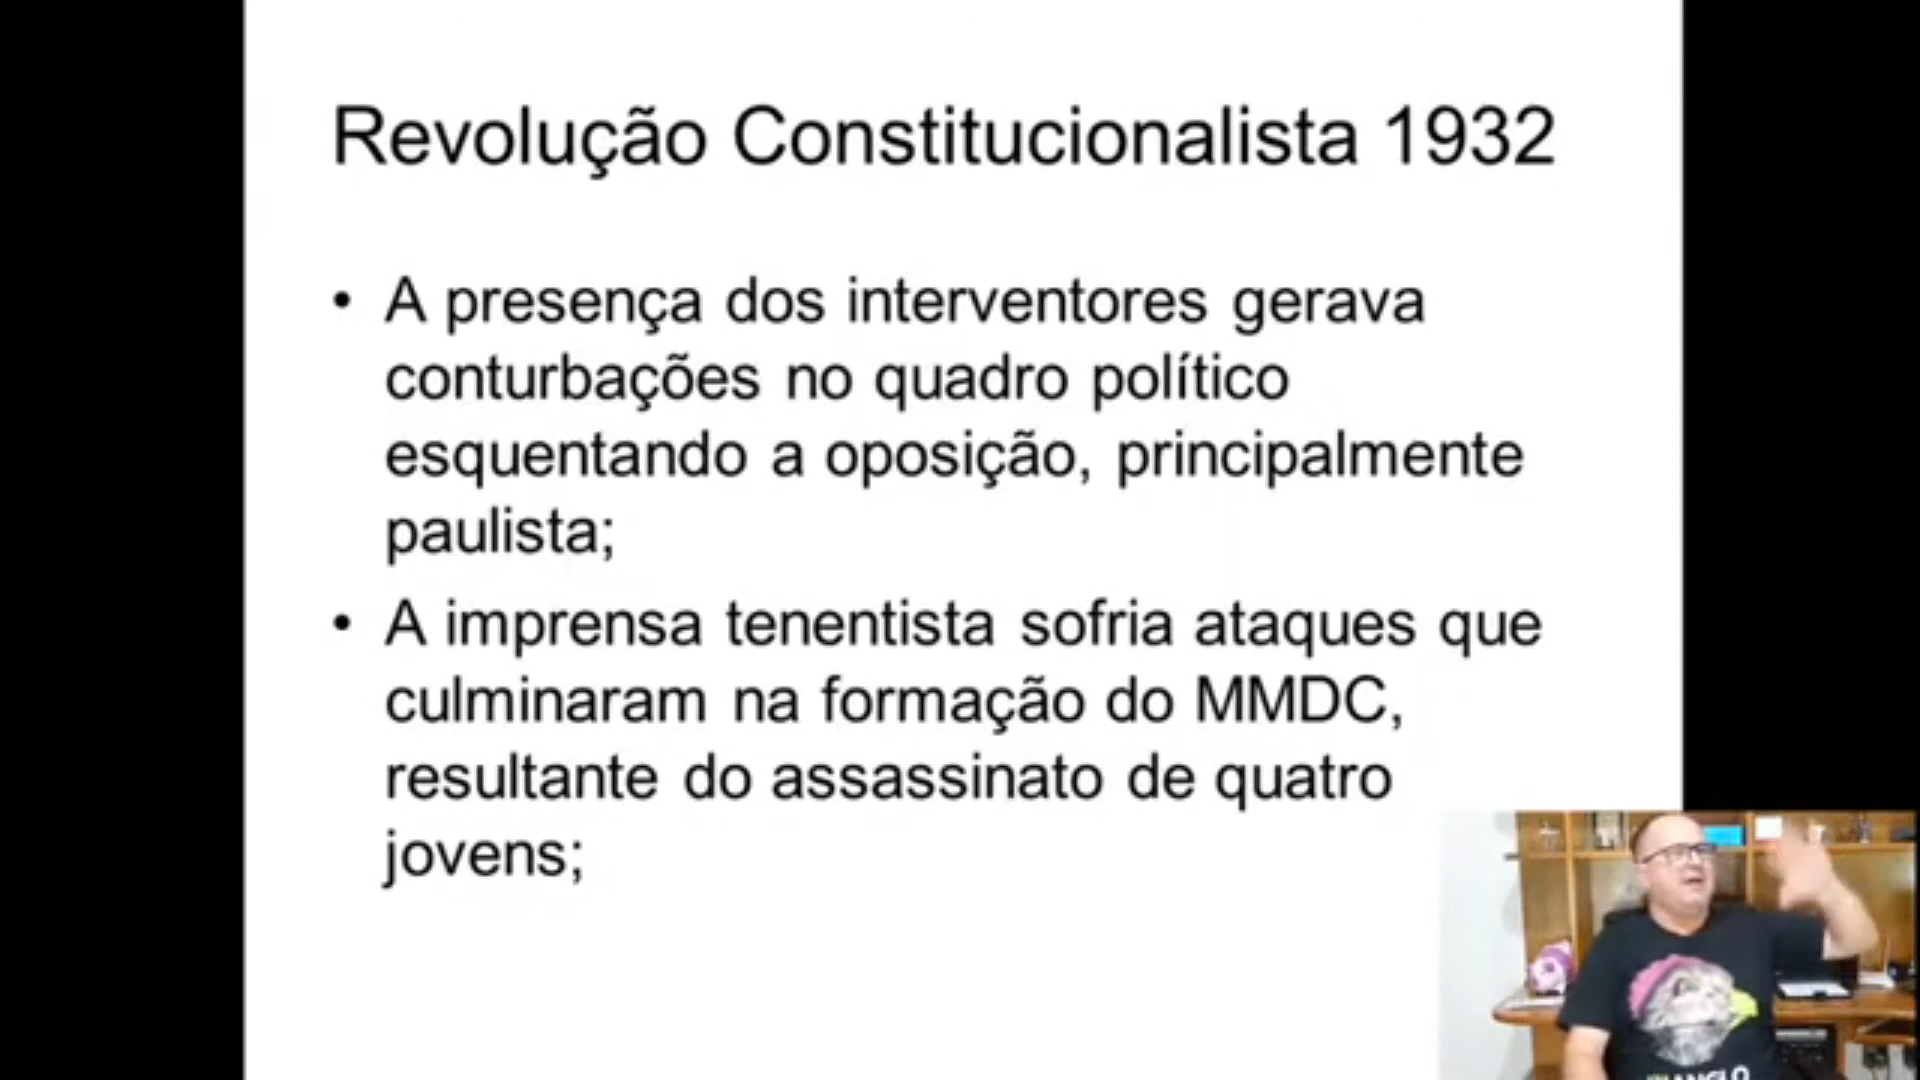 Revolução Constitucionalista 1932
• A presença dos interventores gerava
conturbações no quadro político
esquentando a oposição, principalmente
paulista;
• A imprensa tenentista sofria ataques que
culminaram na formação do MMDC,
resultante do assassinato de quatro
jovens;
ANGLO